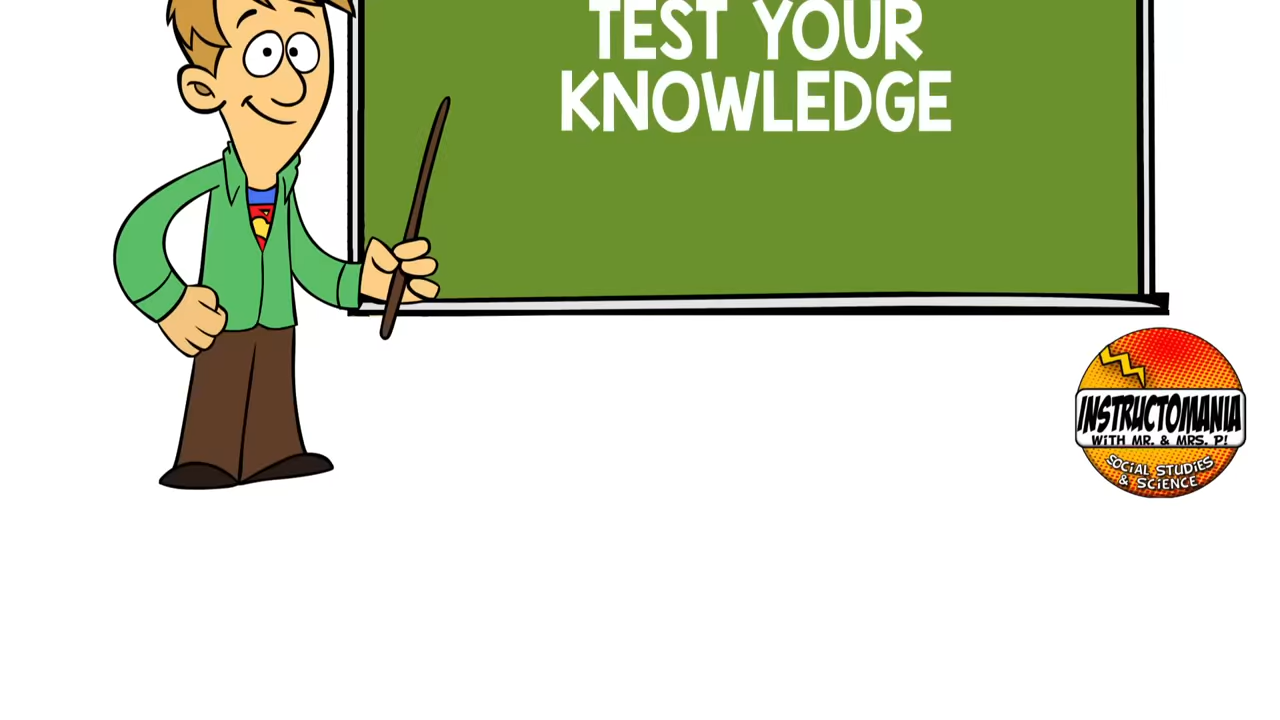 TEST YOUR
KNOWLEDGE
INSTRUCTOMANIA
WITH MR. & MRS. P!
SOCIAL STUDIES
& SCIENCE